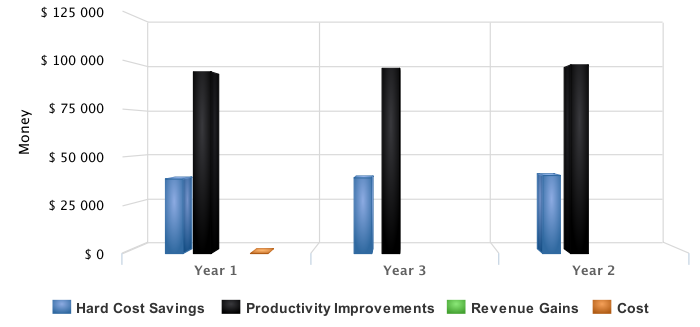 $ 125 000
$ 100 000
$ 75 000
$ 50 000
$ 25 000
$ 0
Money
Year 1 Year 3 Year 2
Hard Cost Savings Productivity Improvements Revenue Gains Cost